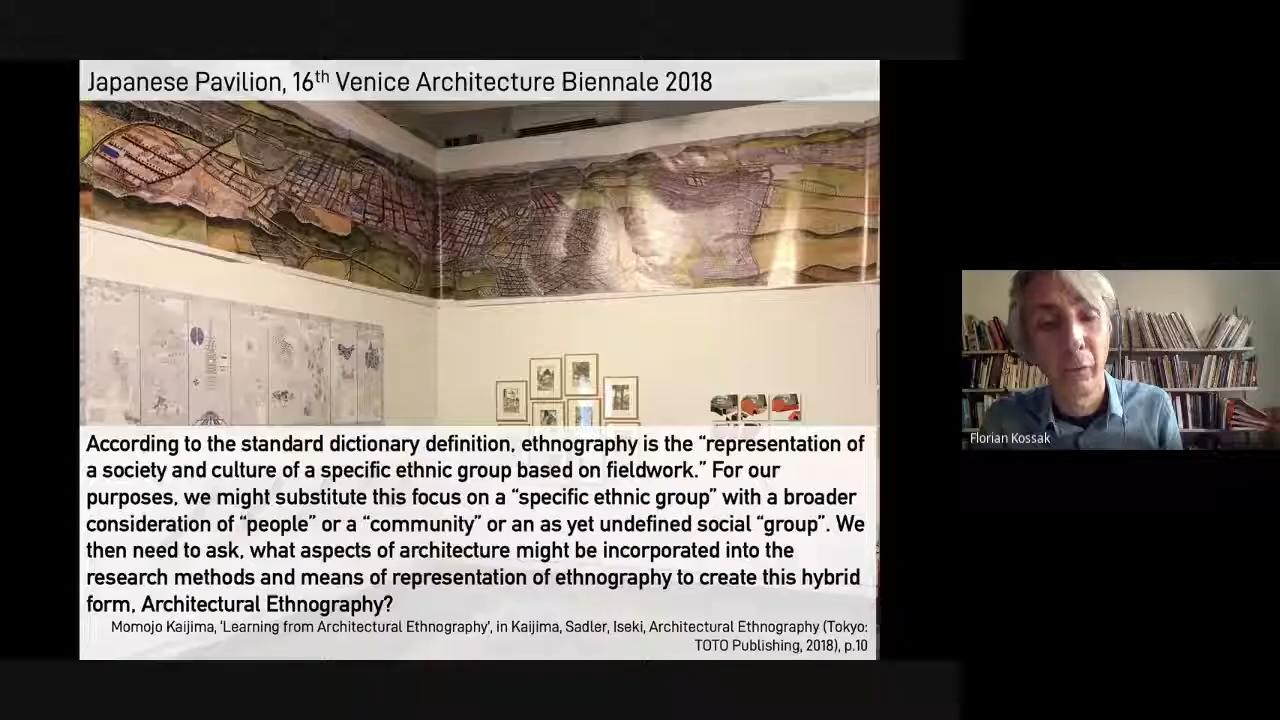 Japanese Pavilion, 16th Venice Architecture Biennale 2018
According to the standard dictionary definition, ethnography is the “representation of
a society and culture of a specific ethnic group based on fieldwork.” For our
purposes, we might substitute this focus on a “specific ethnic group” with a broader
consideration of “people” or a “community” or an as yet undefined social “group”. We
then need to ask, what aspects of architecture might be incorporated into the
research methods and means of representation of ethnography to create this hybrid
form, Architectural Ethnography?
Momojo Kaijima, ‘Learning from Architectural Ethnography’, in Kaijima, Sadler, Iseki, Architectural Ethnography (Tokyo:
TOTO Publishing, 2018), p.10
Florian Kossak